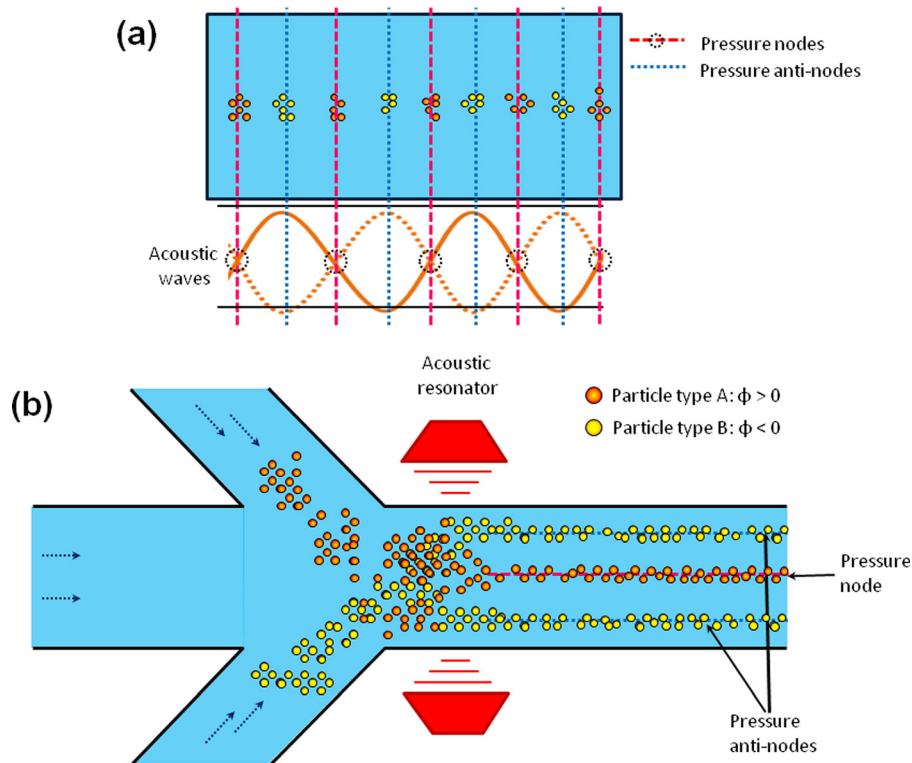 (a)
Pressure nodes
Pressure anti-nodes
Acoustic
waves
(b)
Acoustic
resonator
Particle type A: ϕ > 0
Particle type B: ϕ < 0
Pressure
node
Pressure
anti-nodes